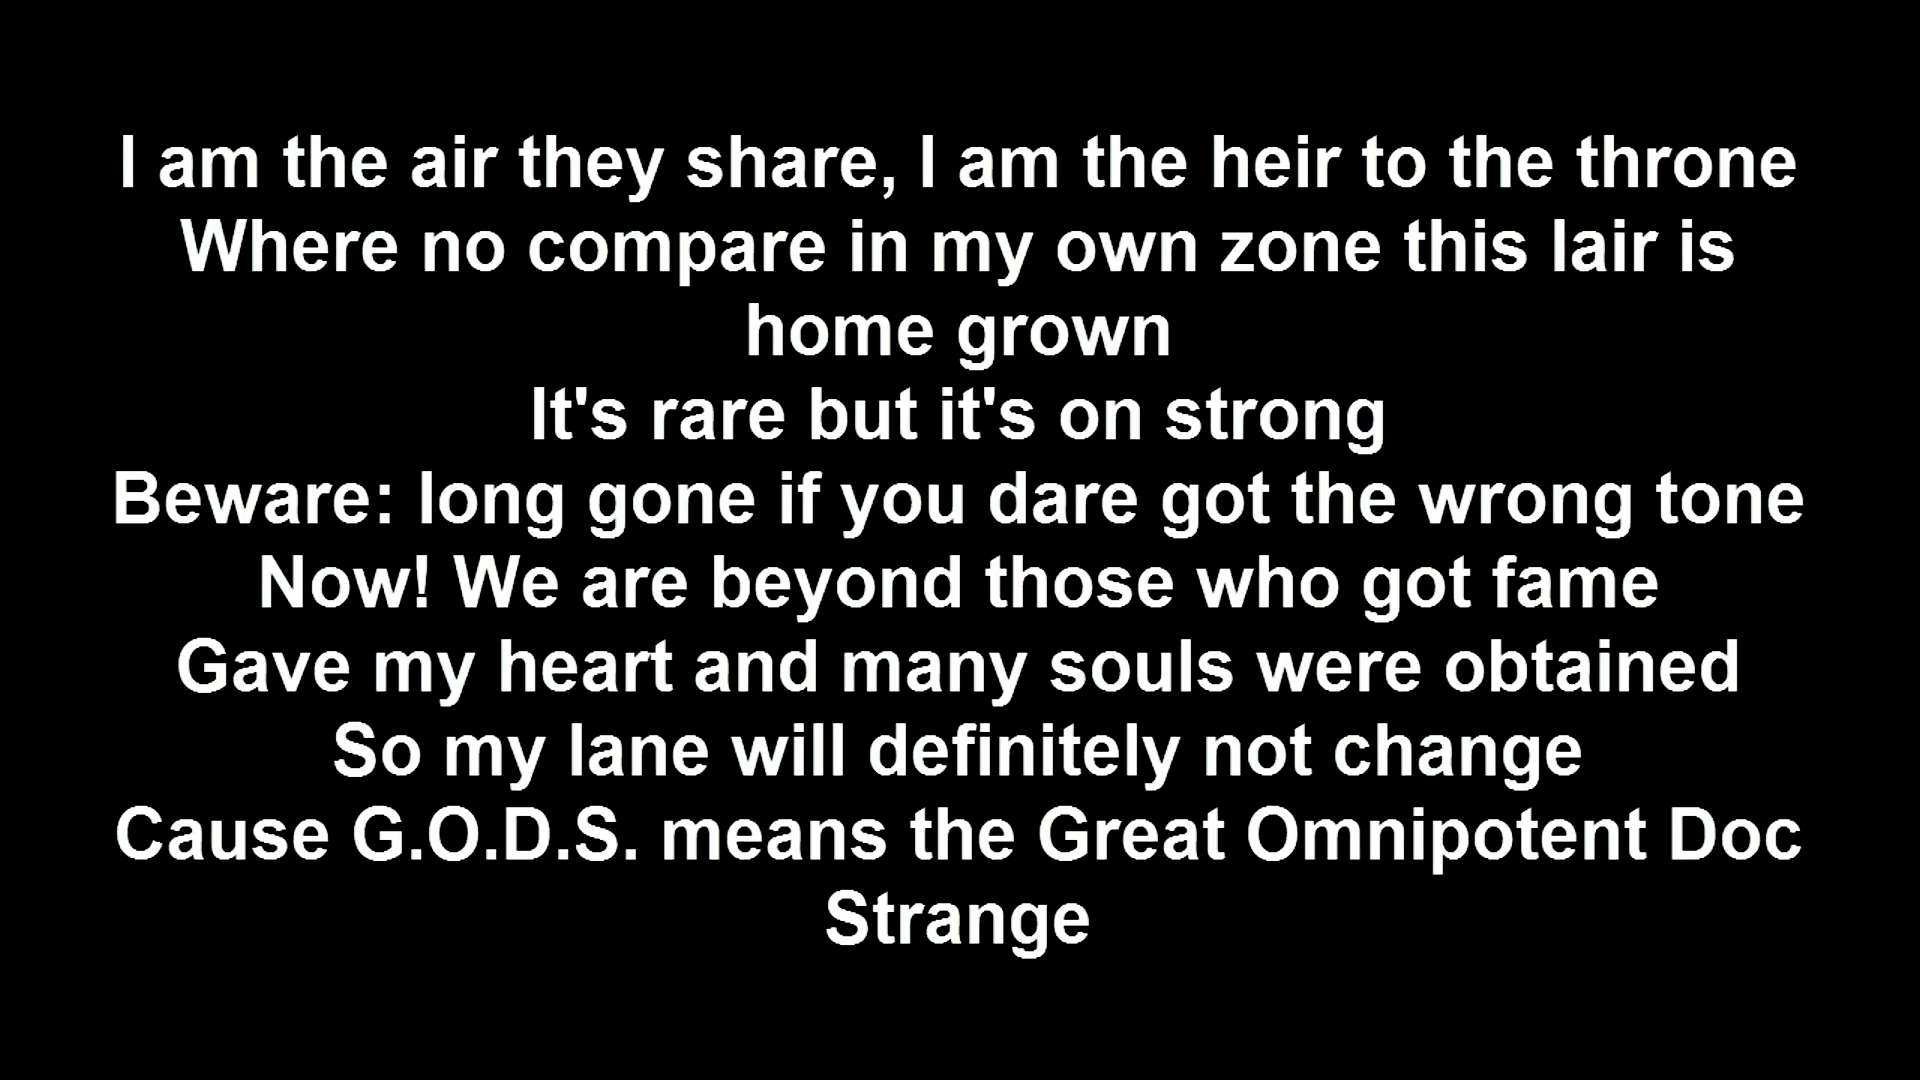 I am the air they share, I am the heir to the throne
Where no compare in my own zone this lair is
home grown
It's rare but it's on strong
Beware: long gone if you dare got the wrong tone
Now! We are beyond those who got fame
Gave my heart and many souls were obtained
So my lane will definitely not change
Cause G.O.D.S. means the Great Omnipotent Doc
Strange